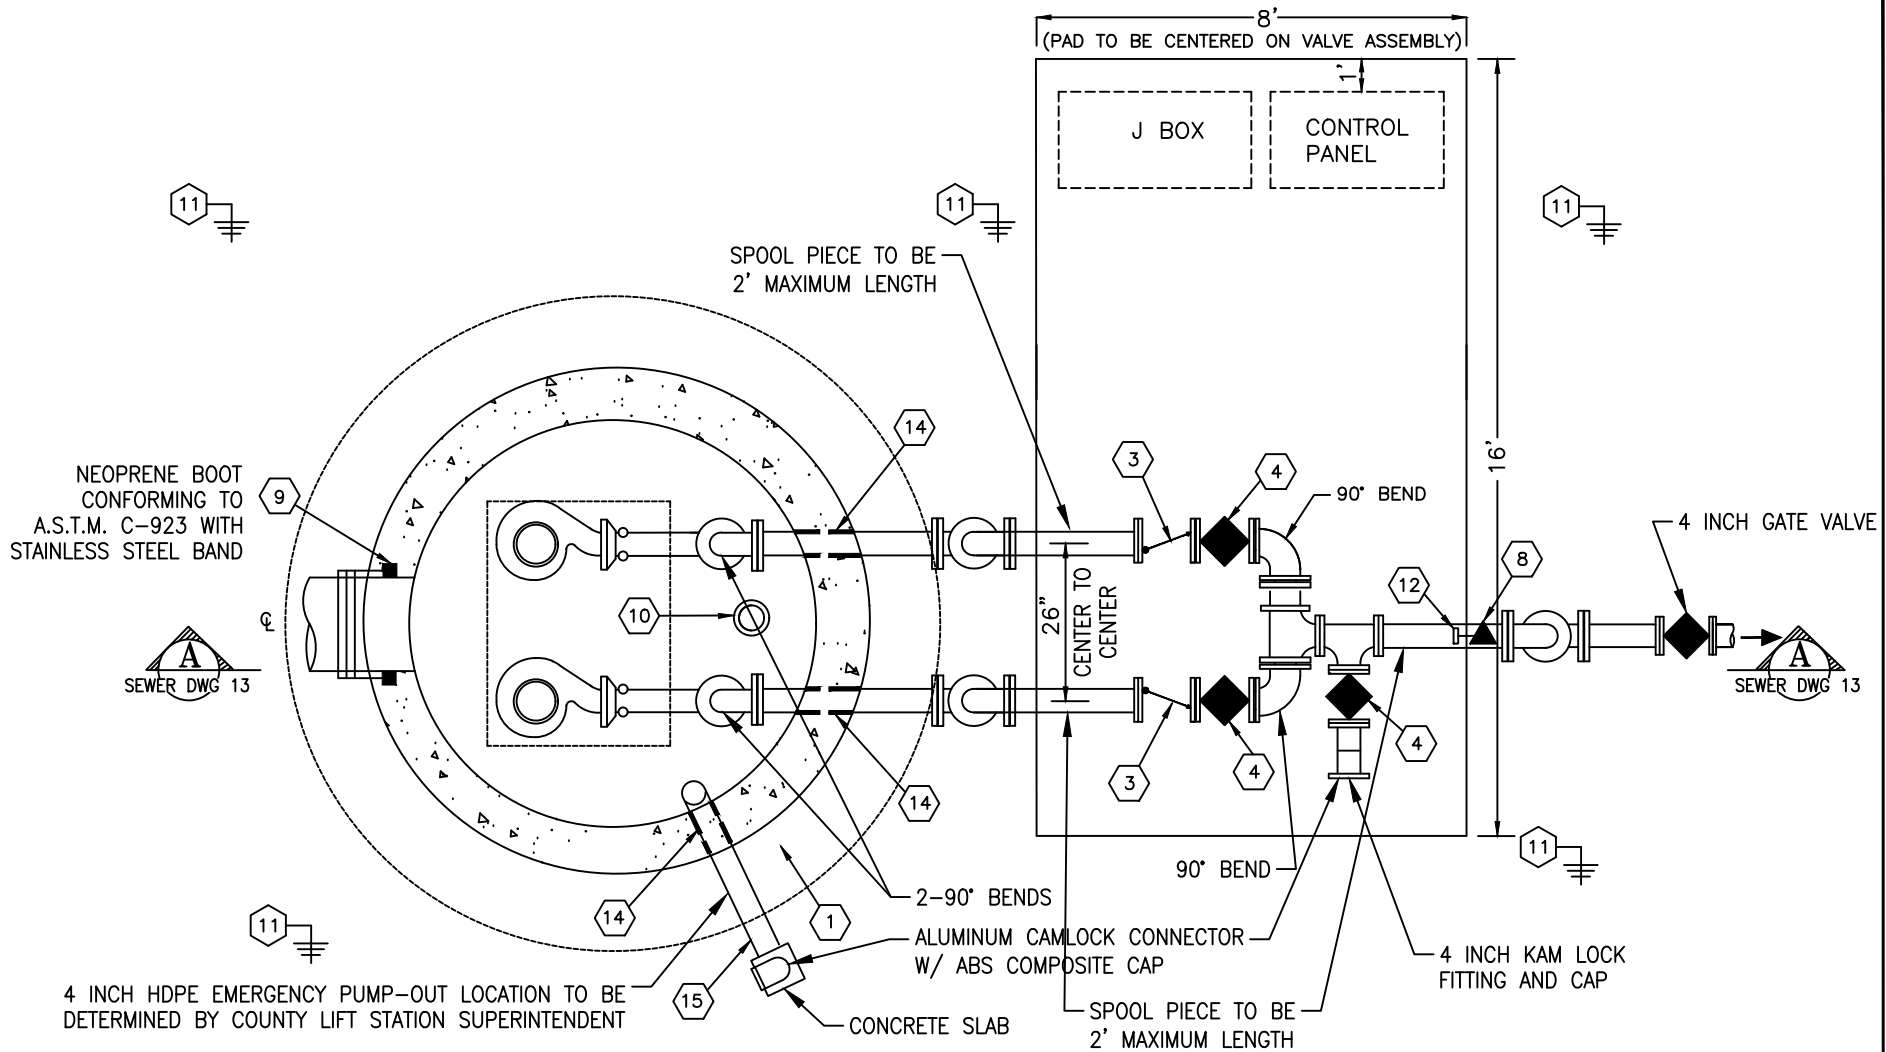 8'
(PAD TO BE CENTERED ON VALVE ASSEMBLY)
1'
J BOX
CONTROL
PANEL
11
11
11
SPOOL PIECE TO BE
2' MAXIMUM LENGTH
14
3
4
90° BEND
16'
NEOPRENE BOOT
CONFORMING TO
A.S.T.M. C-923 WITH
STAINLESS STEEL BAND
9
4 INCH GATE VALVE
8
12
10
26"
CENTER TO
CENTER
℄
A
SEWER DWG 13
A
SEWER DWG 13
3
4
4
14
11
90° BEND
14
1
2-90° BENDS
11
ALUMINUM CAMLOCK CONNECTOR
W/ ABS COMPOSITE CAP
4 INCH KAM LOCK
FITTING AND CAP
4 INCH HDPE EMERGENCY PUMP-OUT LOCATION TO BE
DETERMINED BY COUNTY LIFT STATION SUPERINTENDENT
15
CONCRETE SLAB
SPOOL PIECE TO BE
2' MAXIMUM LENGTH